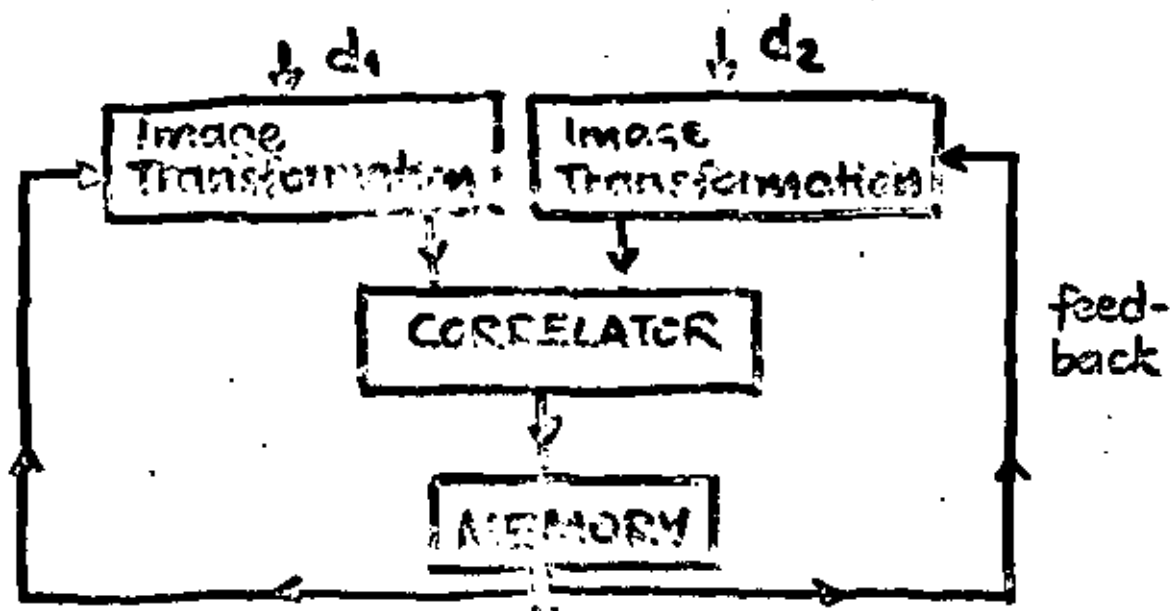 d1
d2
Image
Transformation
Image
Transformation
CORRELATOR
feed-
back
MEMORY